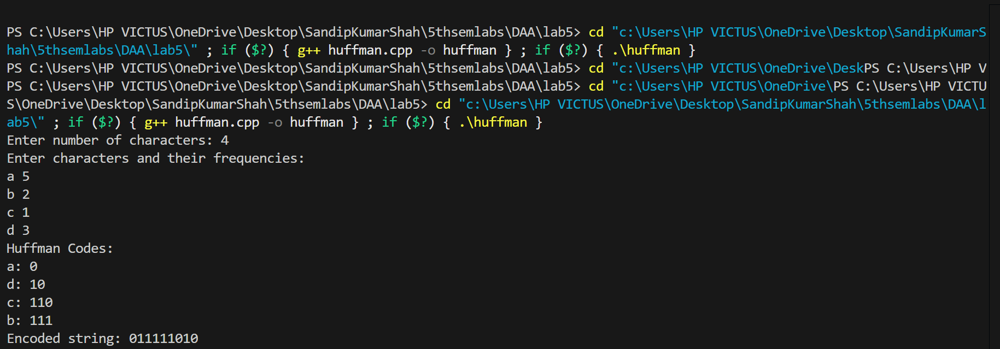 PS C:\Users\HP VICTUS\OneDrive\Desktop\SandipKumarShah\5thsemlabs\DAA\lab5> cd "c:\Users\HP VICTUS\OneDrive\Desktop\SandipKumarS
hah\5thsemlabs\DAA\lab5\" ; if ($?) { g++ huffman.cpp -o huffman } ; if ($?) { .\huffman }
PS C:\Users\HP VICTUS\OneDrive\Desktop\SandipKumarShah\5thsemlabs\DAA\lab5> cd "c:\Users\HP VICTUS\OneDrive\DeskPS C:\Users\HP V
PS C:\Users\HP VICTUS\OneDrive\Desktop\SandipKumarShah\5thsemlabs\DAA\lab5> cd "c:\Users\HP VICTUS\OneDrive\PS C:\Users\HP VICTU
S\OneDrive\Desktop\SandipKumarShah\5thsemlabs\DAA\lab5> cd "c:\Users\HP VICTUS\OneDrive\Desktop\SandipKumarShah\5thsemlabs\DAA\l
ab5\" ; if ($?) { g++ huffman.cpp -o huffman } ; if ($?) { .\huffman }
Enter number of characters: 4
Enter characters and their frequencies:
a 5
b 2
c 1
d 3
Huffman Codes:
a: 0
d: 10
c: 110
b: 111
Encoded string: 011111010